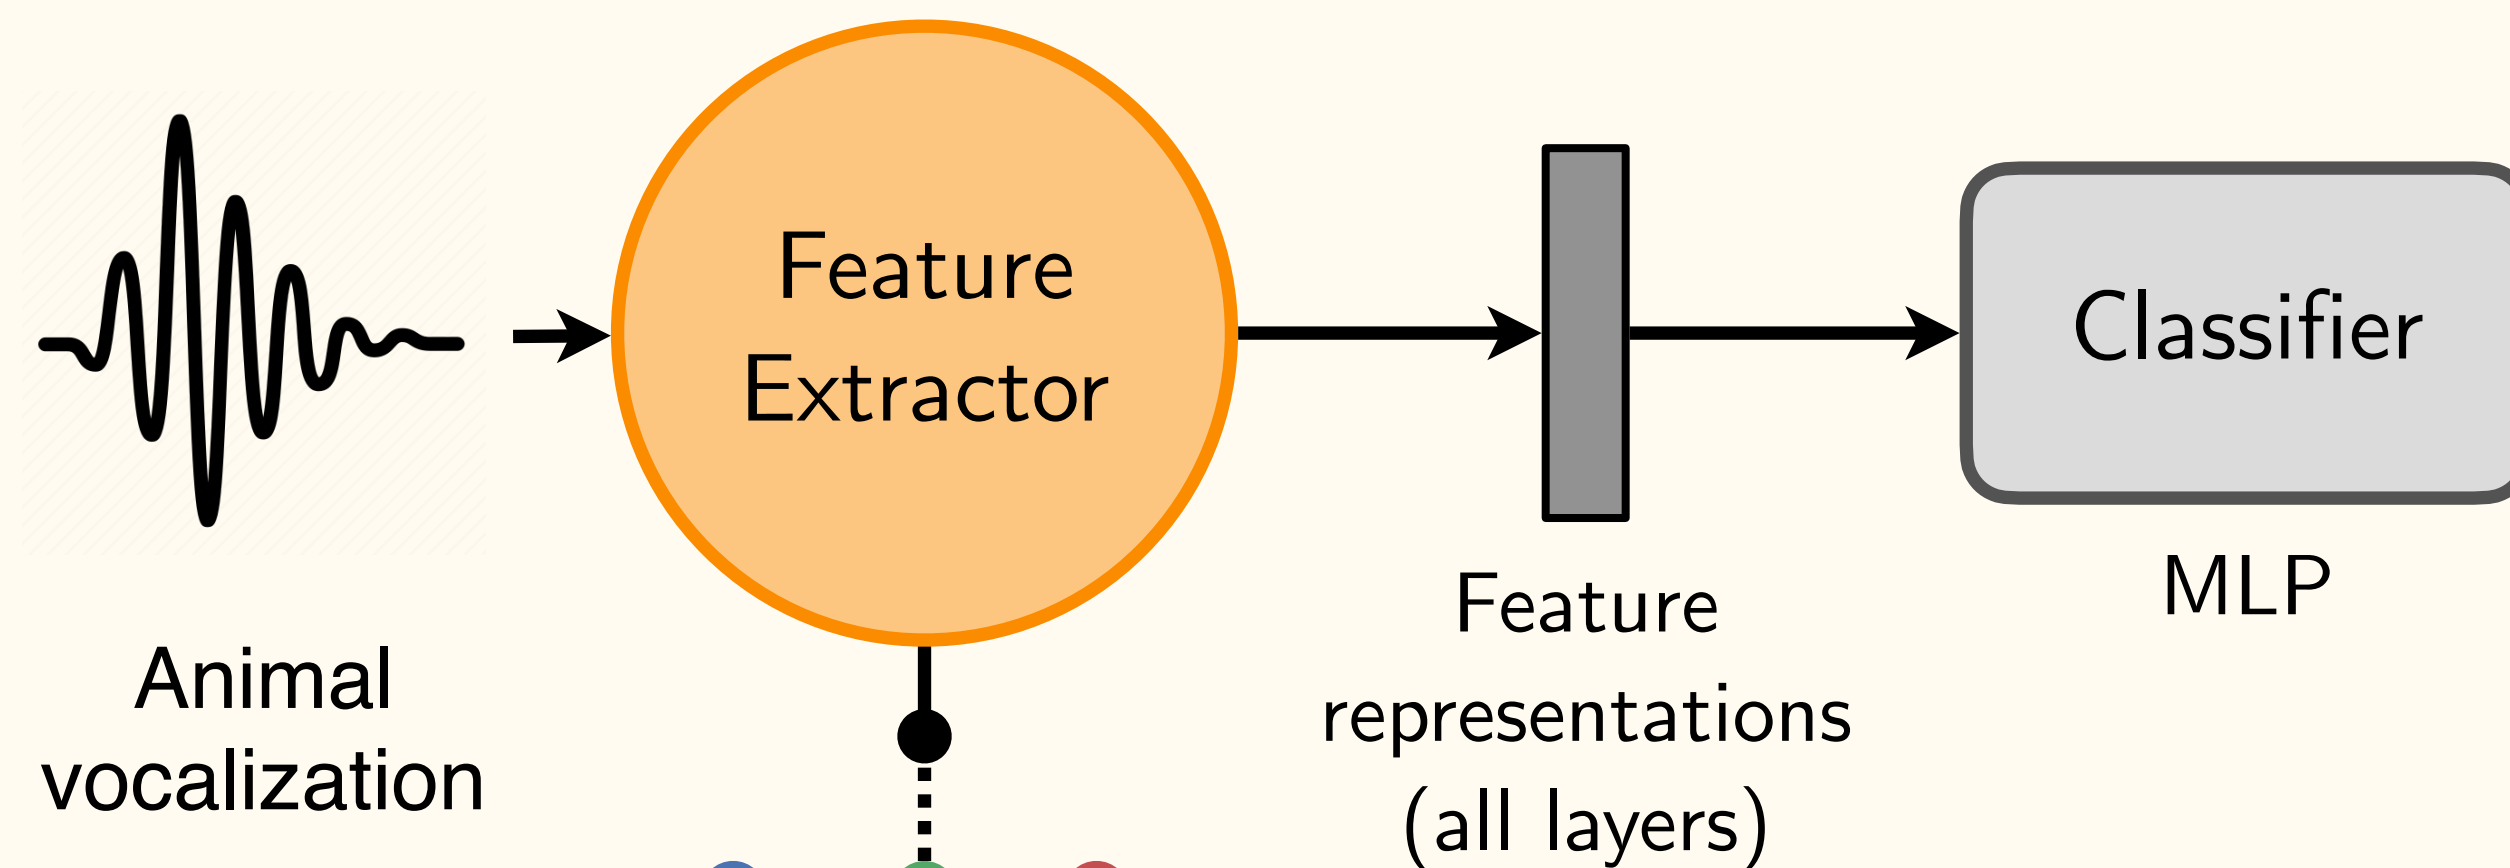 Animal
vocalization
Feature
Extractor
Feature
representations
(all layers)
Classifier
MLP